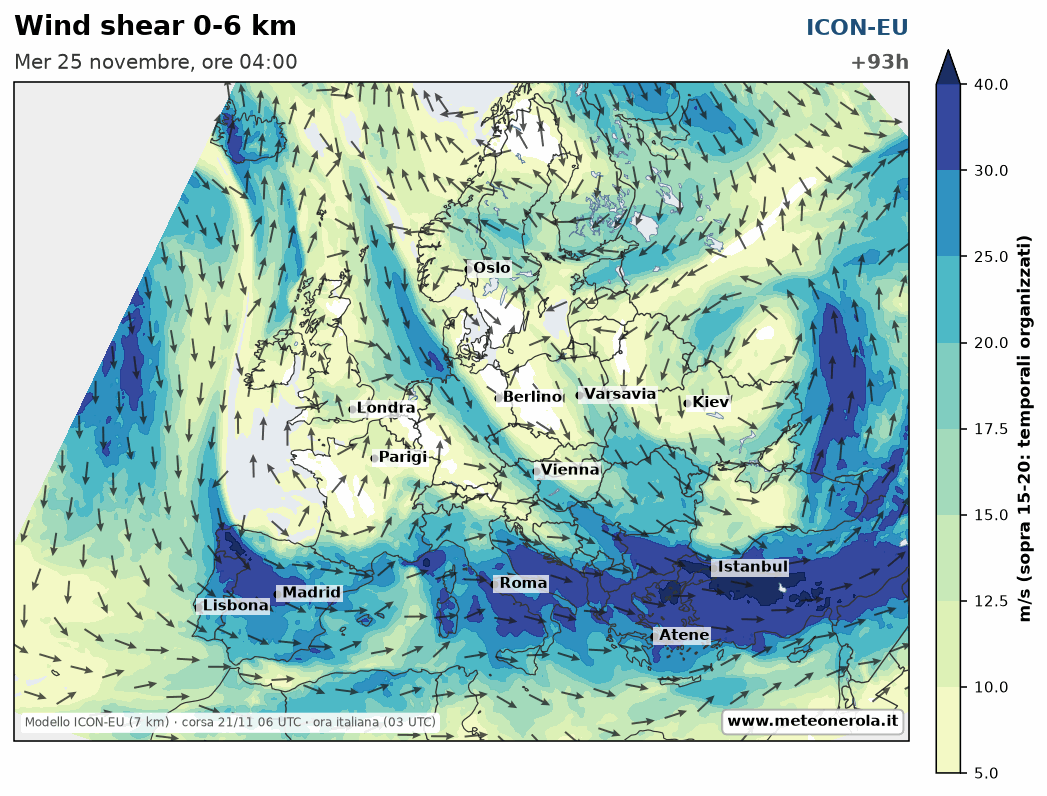 Wind shear 0-6 km
ICON-EU
Mer 25 novembre, ore 04:00
+93h
40.0
30.0
25.0
20.0
17.5
15.0
12.5
10.0
5.0
m/s (sopra 15-20: temporali organizzati)
Oslo
Berlino
Varsavia
Kiev
Londra
Parigi
Vienna
Istanbul
Roma
Madrid
Lisbona
Atene
Modello ICON-EU (7 km) · corsa 21/11 06 UTC · ora italiana (03 UTC)
www.meteonerola.it